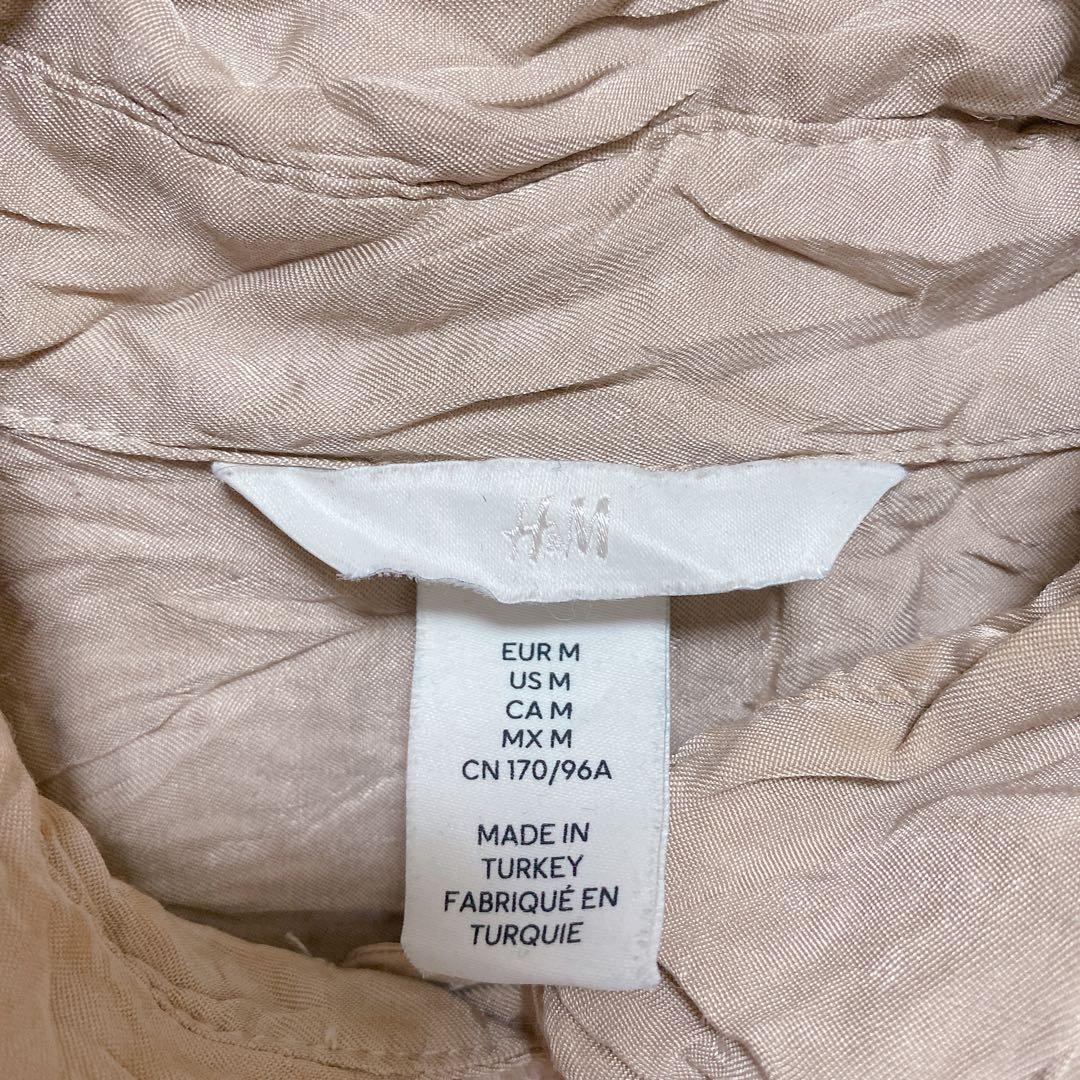 H&M
EUR M
US M
CA M
MX M
CN 170/96A
MADE IN
TURKEY
FABRIQUÉ EN
TURQUIE